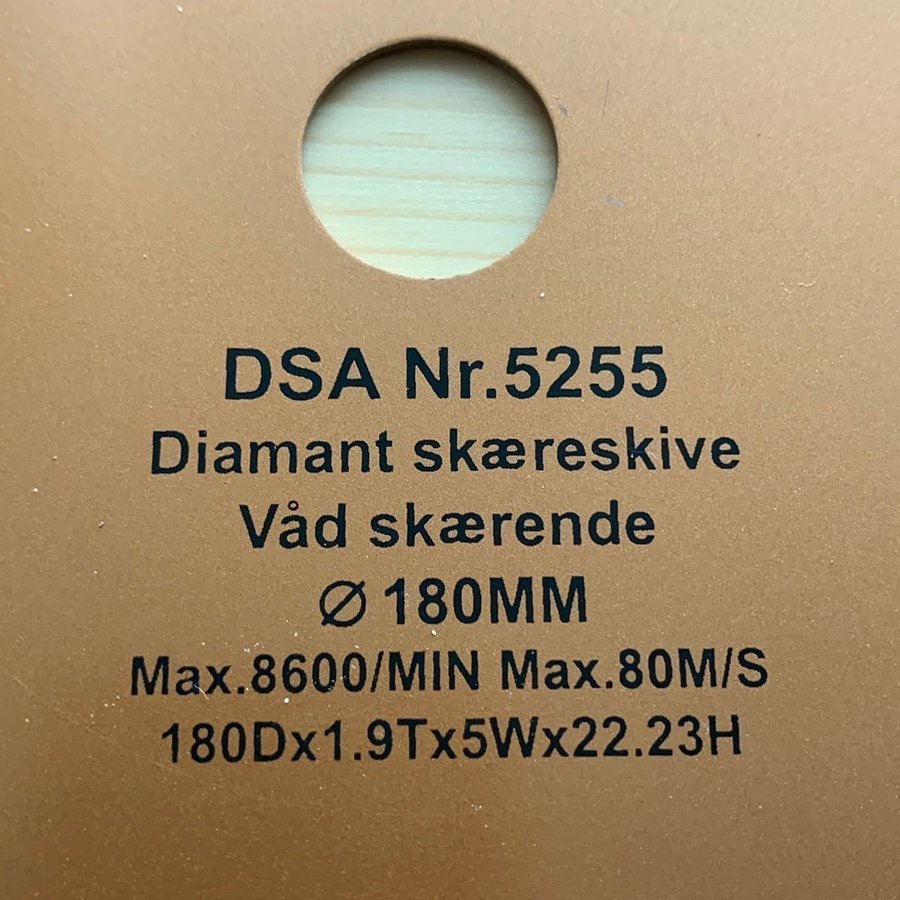 DSA Nr.5255
Diamant skæreskive
Våd skærende
Ø 180MM
Max.8600/MIN Max.80M/S
180Dx1.9Tx5Wx22.23H